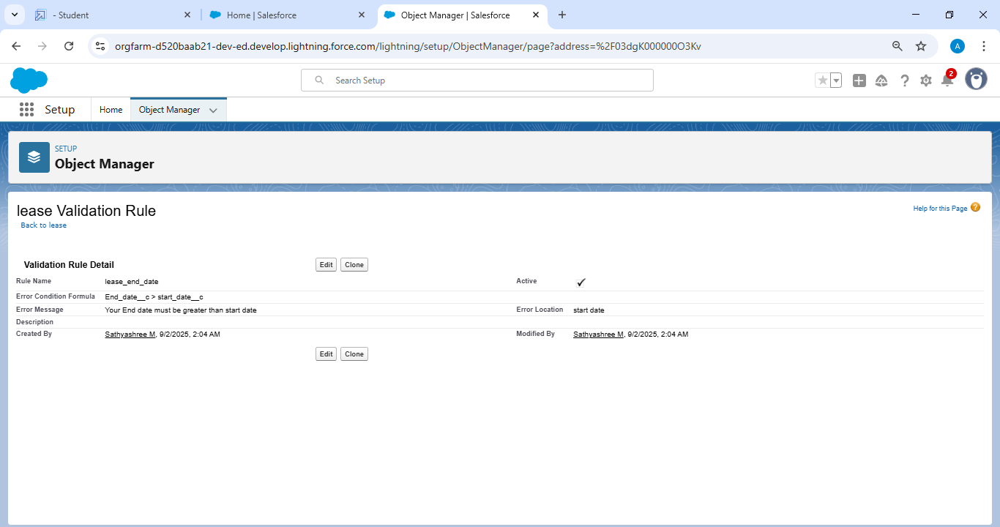 - Student
Home | Salesforce
Object Manager | Salesforce
orgfarm-d520baab21-dev-ed.develop.lightning.force.com/lightning/setup/ObjectManager/page?address=%2F03dgK000000O3Kv
A
Search Setup
2
Setup
Home
Object Manager
SETUP
Object Manager
lease Validation Rule
Help for this Page ?
Back to lease
Validation Rule Detail
Edit Clone
Rule Name lease_end_date Active
Error Condition Formula End_date__c > start_date__c
Error Message Your End date must be greater than start date Error Location start date
Description
Created By Sathyashree M, 9/2/2025, 2:04 AM Modified By Sathyashree M, 9/2/2025, 2:04 AM
Edit Clone